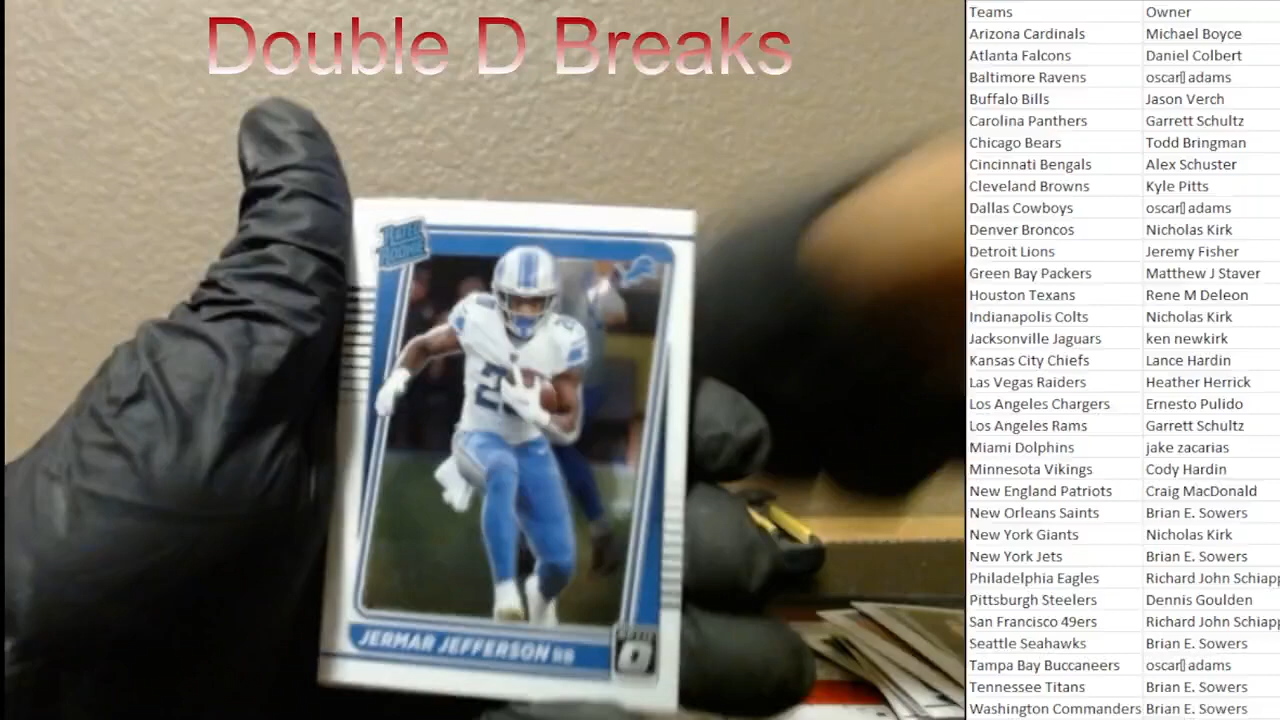 Double D Breaks
RATED
ROOKIE
JERMAR JEFFERSON RB
OPTIC
Teams Owner
Arizona Cardinals Michael Boyce
Atlanta Falcons Daniel Colbert
Baltimore Ravens oscar▯ adams
Buffalo Bills Jason Verch
Carolina Panthers Garrett Schultz
Chicago Bears Todd Bringman
Cincinnati Bengals Alex Schuster
Cleveland Browns Kyle Pitts
Dallas Cowboys oscar▯ adams
Denver Broncos Nicholas Kirk
Detroit Lions Jeremy Fisher
Green Bay Packers Matthew J Staver
Houston Texans Rene M Deleon
Indianapolis Colts Nicholas Kirk
Jacksonville Jaguars ken newkirk
Kansas City Chiefs Lance Hardin
Las Vegas Raiders Heather Herrick
Los Angeles Chargers Ernesto Pulido
Los Angeles Rams Garrett Schultz
Miami Dolphins jake zacarias
Minnesota Vikings Cody Hardin
New England Patriots Craig MacDonald
New Orleans Saints Brian E. Sowers
New York Giants Nicholas Kirk
New York Jets Brian E. Sowers
Philadelphia Eagles Richard John Schiapp
Pittsburgh Steelers Dennis Goulden
San Francisco 49ers Richard John Schiapp
Seattle Seahawks Brian E. Sowers
Tampa Bay Buccaneers oscar▯ adams
Tennessee Titans Brian E. Sowers
Washington Commanders Brian E. Sowers